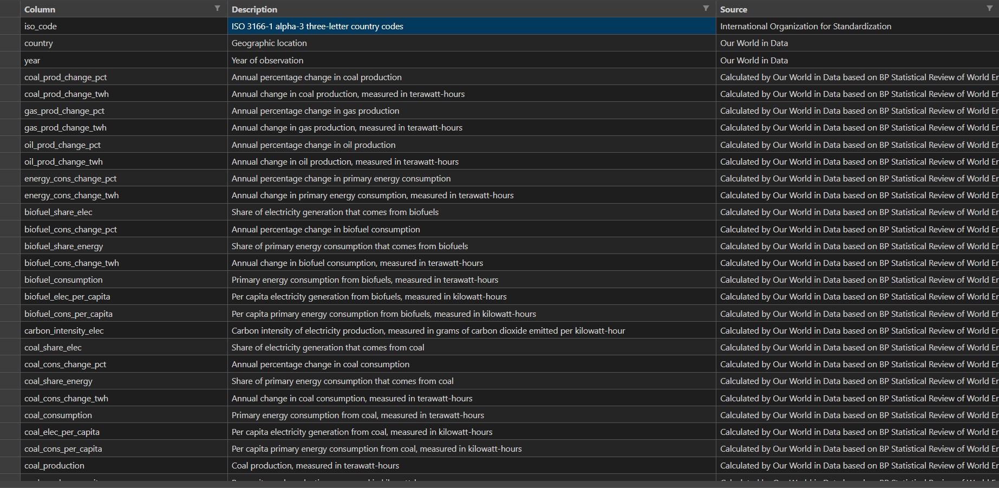 Column Description Source
iso_code ISO 3166-1 alpha-3 three-letter country codes International Organization for Standardization
country Geographic location Our World in Data
year Year of observation Our World in Data
coal_prod_change_pct Annual percentage change in coal production Calculated by Our World in Data based on BP Statistical Review of World Er
coal_prod_change_twh Annual change in coal production, measured in terawatt-hours Calculated by Our World in Data based on BP Statistical Review of World Er
gas_prod_change_pct Annual percentage change in gas production Calculated by Our World in Data based on BP Statistical Review of World Er
gas_prod_change_twh Annual change in gas production, measured in terawatt-hours Calculated by Our World in Data based on BP Statistical Review of World Er
oil_prod_change_pct Annual percentage change in oil production Calculated by Our World in Data based on BP Statistical Review of World Er
oil_prod_change_twh Annual change in oil production, measured in terawatt-hours Calculated by Our World in Data based on BP Statistical Review of World Er
energy_cons_change_pct Annual percentage change in primary energy consumption Calculated by Our World in Data based on BP Statistical Review of World Er
energy_cons_change_twh Annual change in primary energy consumption, measured in terawatt-hours Calculated by Our World in Data based on BP Statistical Review of World Er
biofuel_share_elec Share of electricity generation that comes from biofuels Calculated by Our World in Data based on BP Statistical Review of World Er
biofuel_cons_change_pct Annual percentage change in biofuel consumption Calculated by Our World in Data based on BP Statistical Review of World Er
biofuel_share_energy Share of primary energy consumption that comes from biofuels Calculated by Our World in Data based on BP Statistical Review of World Er
biofuel_cons_change_twh Annual change in biofuel consumption, measured in terawatt-hours Calculated by Our World in Data based on BP Statistical Review of World Er
biofuel_consumption Primary energy consumption from biofuels, measured in terawatt-hours Calculated by Our World in Data based on BP Statistical Review of World Er
biofuel_elec_per_capita Per capita electricity generation from biofuels, measured in kilowatt-hours Calculated by Our World in Data based on BP Statistical Review of World Er
biofuel_cons_per_capita Per capita primary energy consumption from biofuels, measured in kilowatt-hours Calculated by Our World in Data based on BP Statistical Review of World Er
carbon_intensity_elec Carbon intensity of electricity production, measured in grams of carbon dioxide emitted per kilowatt-hour Calculated by Our World in Data based on BP Statistical Review of World Er
coal_share_elec Share of electricity generation that comes from coal Calculated by Our World in Data based on BP Statistical Review of World Er
coal_cons_change_pct Annual percentage change in coal consumption Calculated by Our World in Data based on BP Statistical Review of World Er
coal_share_energy Share of primary energy consumption that comes from coal Calculated by Our World in Data based on BP Statistical Review of World Er
coal_cons_change_twh Annual change in coal consumption, measured in terawatt-hours Calculated by Our World in Data based on BP Statistical Review of World Er
coal_consumption Primary energy consumption from coal, measured in terawatt-hours Calculated by Our World in Data based on BP Statistical Review of World Er
coal_elec_per_capita Per capita electricity generation from coal, measured in kilowatt-hours Calculated by Our World in Data based on BP Statistical Review of World Er
coal_cons_per_capita Per capita primary energy consumption from coal, measured in kilowatt-hours Calculated by Our World in Data based on BP Statistical Review of World Er
coal_production Coal production, measured in terawatt-hours Calculated by Our World in Data based on BP Statistical Review of World Er